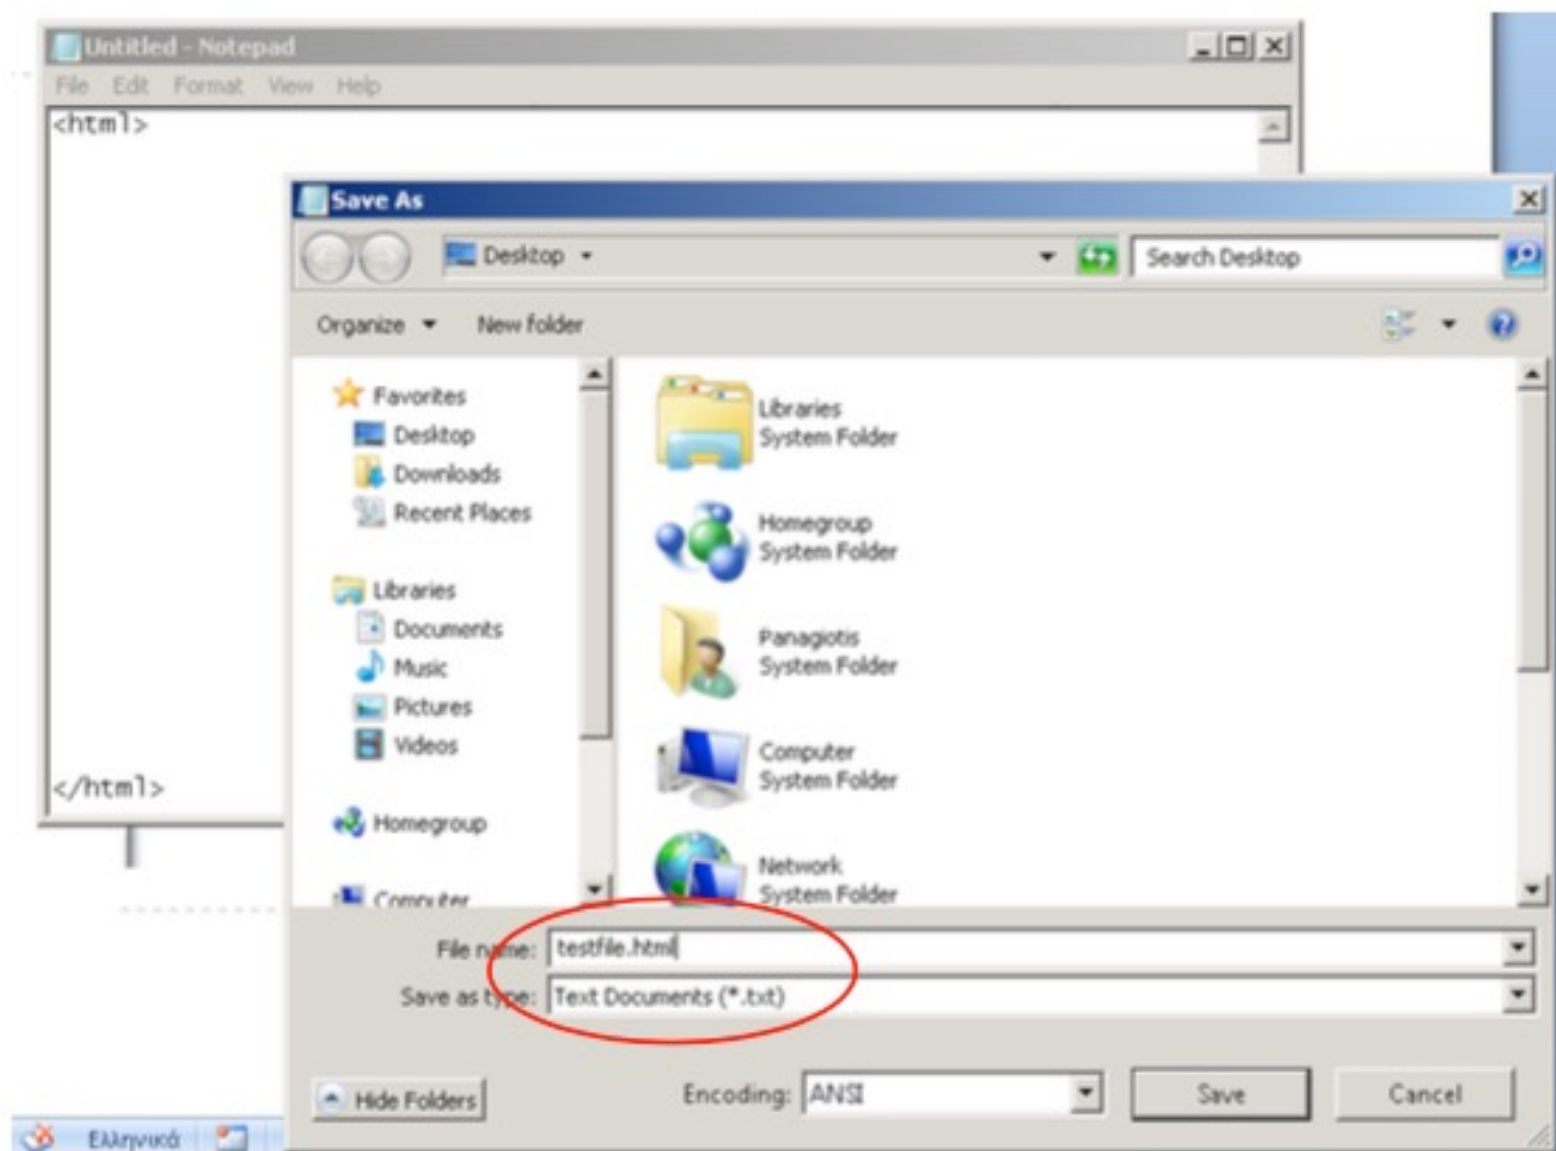 Untitled - Notepad
File Edit Format View Help
<html>
Save As
Desktop
Search Desktop
Organize New folder
Favorites
Desktop
Downloads
Recent Places
Libraries
Documents
Music
Pictures
Videos
Homegroup
Computer
Libraries
System Folder
Homegroup
System Folder
Panagiotis
System Folder
Computer
System Folder
Network
System Folder
</html>
File name: testfile.html
Save as type: Text Documents (*.txt)
Hide Folders
Encoding: ANSI
Save
Cancel
Ελληνικά